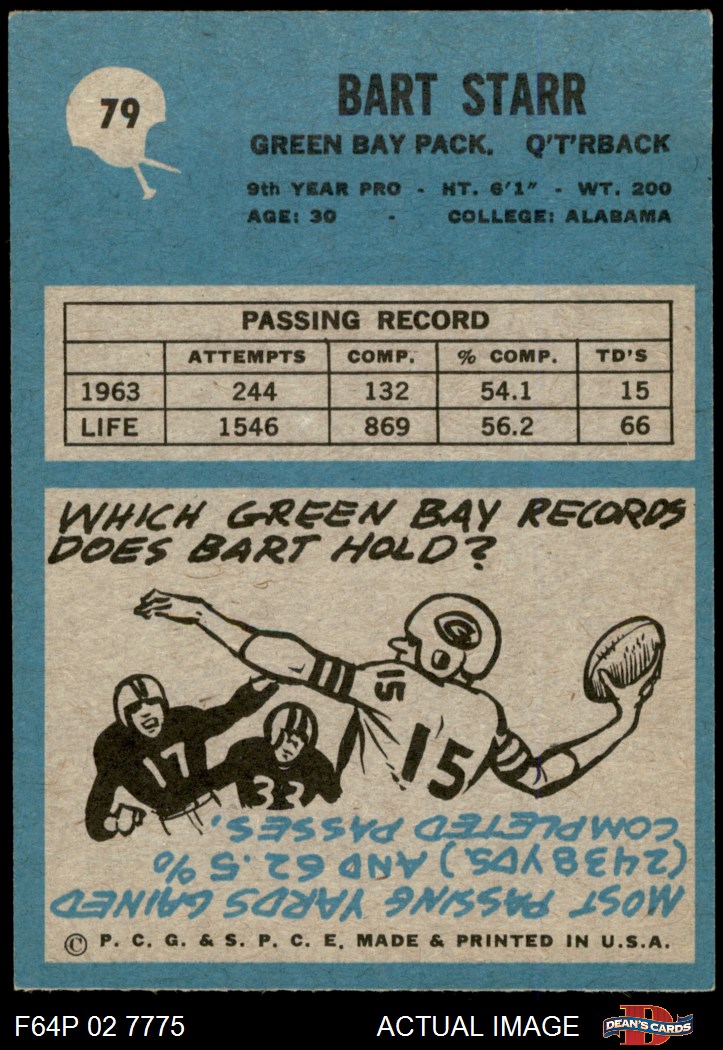 79
BART STARR
GREEN BAY PACK. Q'T'RBACK
9th YEAR PRO - HT. 6'1" - WT. 200
AGE: 30 - COLLEGE: ALABAMA
PASSING RECORD
ATTEMPTS COMP. % COMP. TD'S
1963 244 132 54.1 15
LIFE 1546 869 56.2 66
WHICH GREEN BAY RECORDS
DOES BART HOLD?
G
15
15
17
33
MOST PASSING YARDS GAINED
(2438 YDS.) AND 62.5%
COMPLETED PASSES.
© P. C. G. & S. P. C. E. MADE & PRINTED IN U.S.A.
F64P 02 7775 ACTUAL IMAGE D DEAN'S CARDS